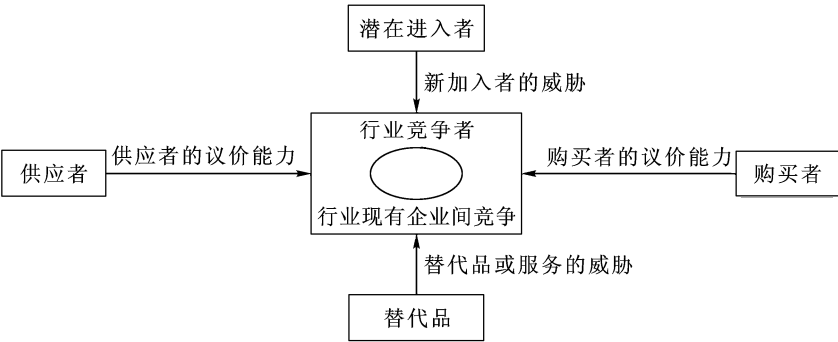 潜在进入者
新加入者的威胁
行业竞争者
供应者的议价能力
购买者的议价能力
供应者
购买者
行业现有企业间竞争
替代品或服务的威胁
替代品